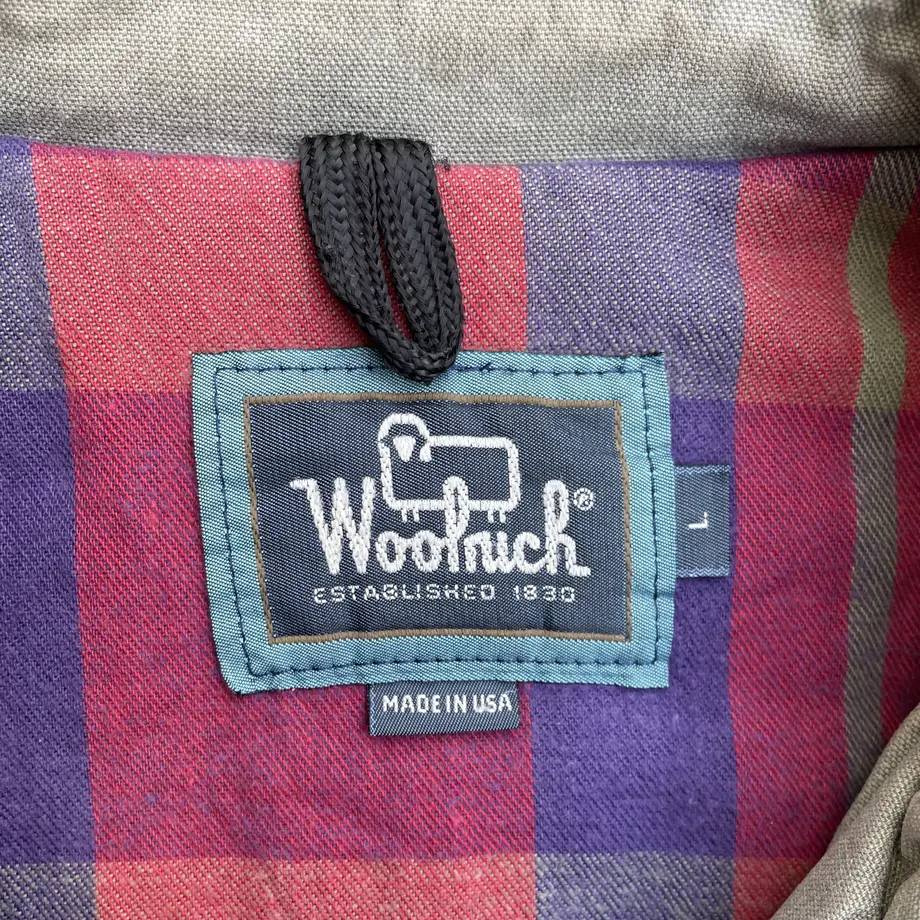 Woolrich®
ESTABLISHED 1830
L
MADE IN USA